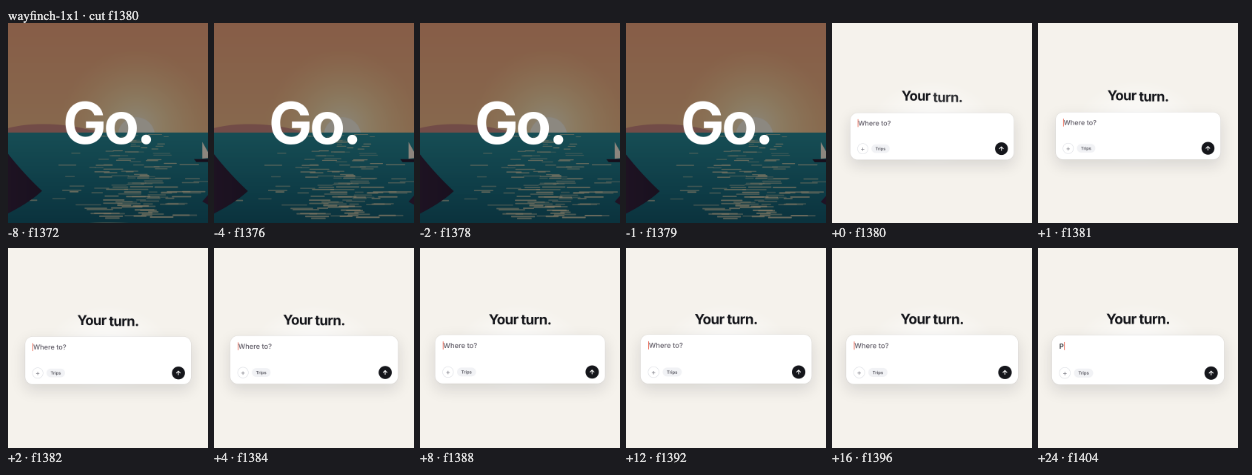 wayfinch-1x1 · cut f1380
Go.
Go.
Go.
Go.
Your turn.
Where to?
+ Trips
Your turn.
Where to?
+ Trips
-8 · f1372
-4 · f1376
-2 · f1378
-1 · f1379
+0 · f1380
+1 · f1381
Your turn.
Where to?
+ Trips
Your turn.
Where to?
+ Trips
Your turn.
Where to?
+ Trips
Your turn.
Where to?
+ Trips
Your turn.
Where to?
+ Trips
Your turn.
P
+ Trips
+2 · f1382
+4 · f1384
+8 · f1388
+12 · f1392
+16 · f1396
+24 · f1404